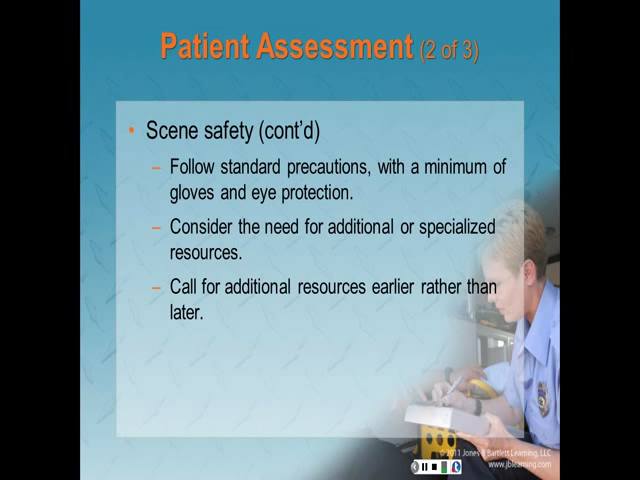 Patient Assessment (2 of 3)
• Scene safety (cont'd)
– Follow standard precautions, with a minimum of
gloves and eye protection.
– Consider the need for additional or specialized
resources.
– Call for additional resources earlier rather than
later.
© 2011 Jones & Bartlett Learning, LLC
www.jblearning.com